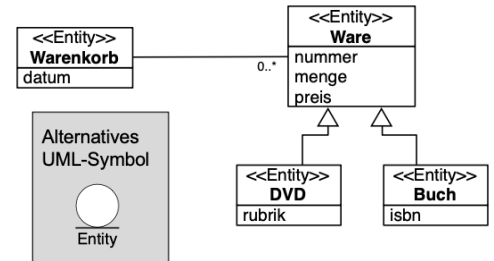 <<Entity>>
Warenkorb
datum
0..*
<<Entity>>
Ware
nummer
menge
preis
Alternatives
UML-Symbol
Entity
<<Entity>>
DVD
rubrik
<<Entity>>
Buch
isbn